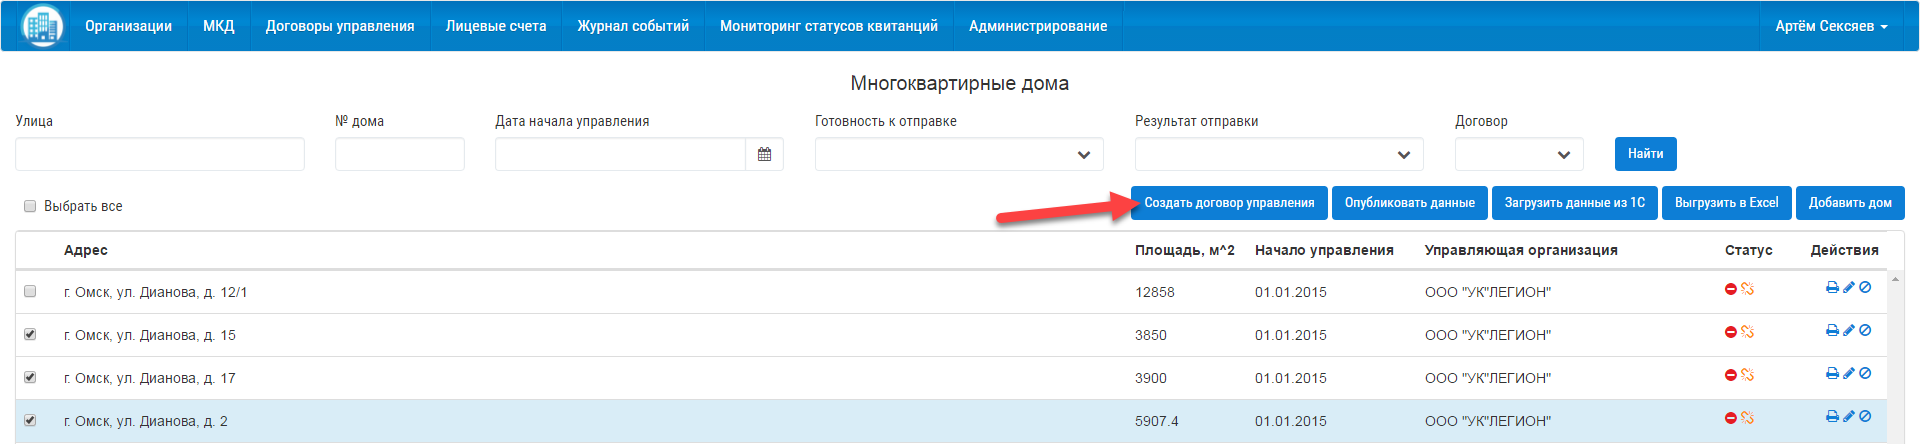 Организации МКД Договоры управления Лицевые счета Журнал событий Мониторинг статусов квитанций Администрирование Артём Сексяев
Многоквартирные дома
Улица № дома Дата начала управления Готовность к отправке Результат отправки Договор
Найти
Выбрать все Создать договор управления Опубликовать данные Загрузить данные из 1С Выгрузить в Excel Добавить дом
Адрес Площадь, м^2 Начало управления Управляющая организация Статус Действия
г. Омск, ул. Дианова, д. 12/1 12858 01.01.2015 ООО "УК"ЛЕГИОН"
г. Омск, ул. Дианова, д. 15 3850 01.01.2015 ООО "УК"ЛЕГИОН"
г. Омск, ул. Дианова, д. 17 3900 01.01.2015 ООО "УК"ЛЕГИОН"
г. Омск, ул. Дианова, д. 2 5907.4 01.01.2015 ООО "УК"ЛЕГИОН"